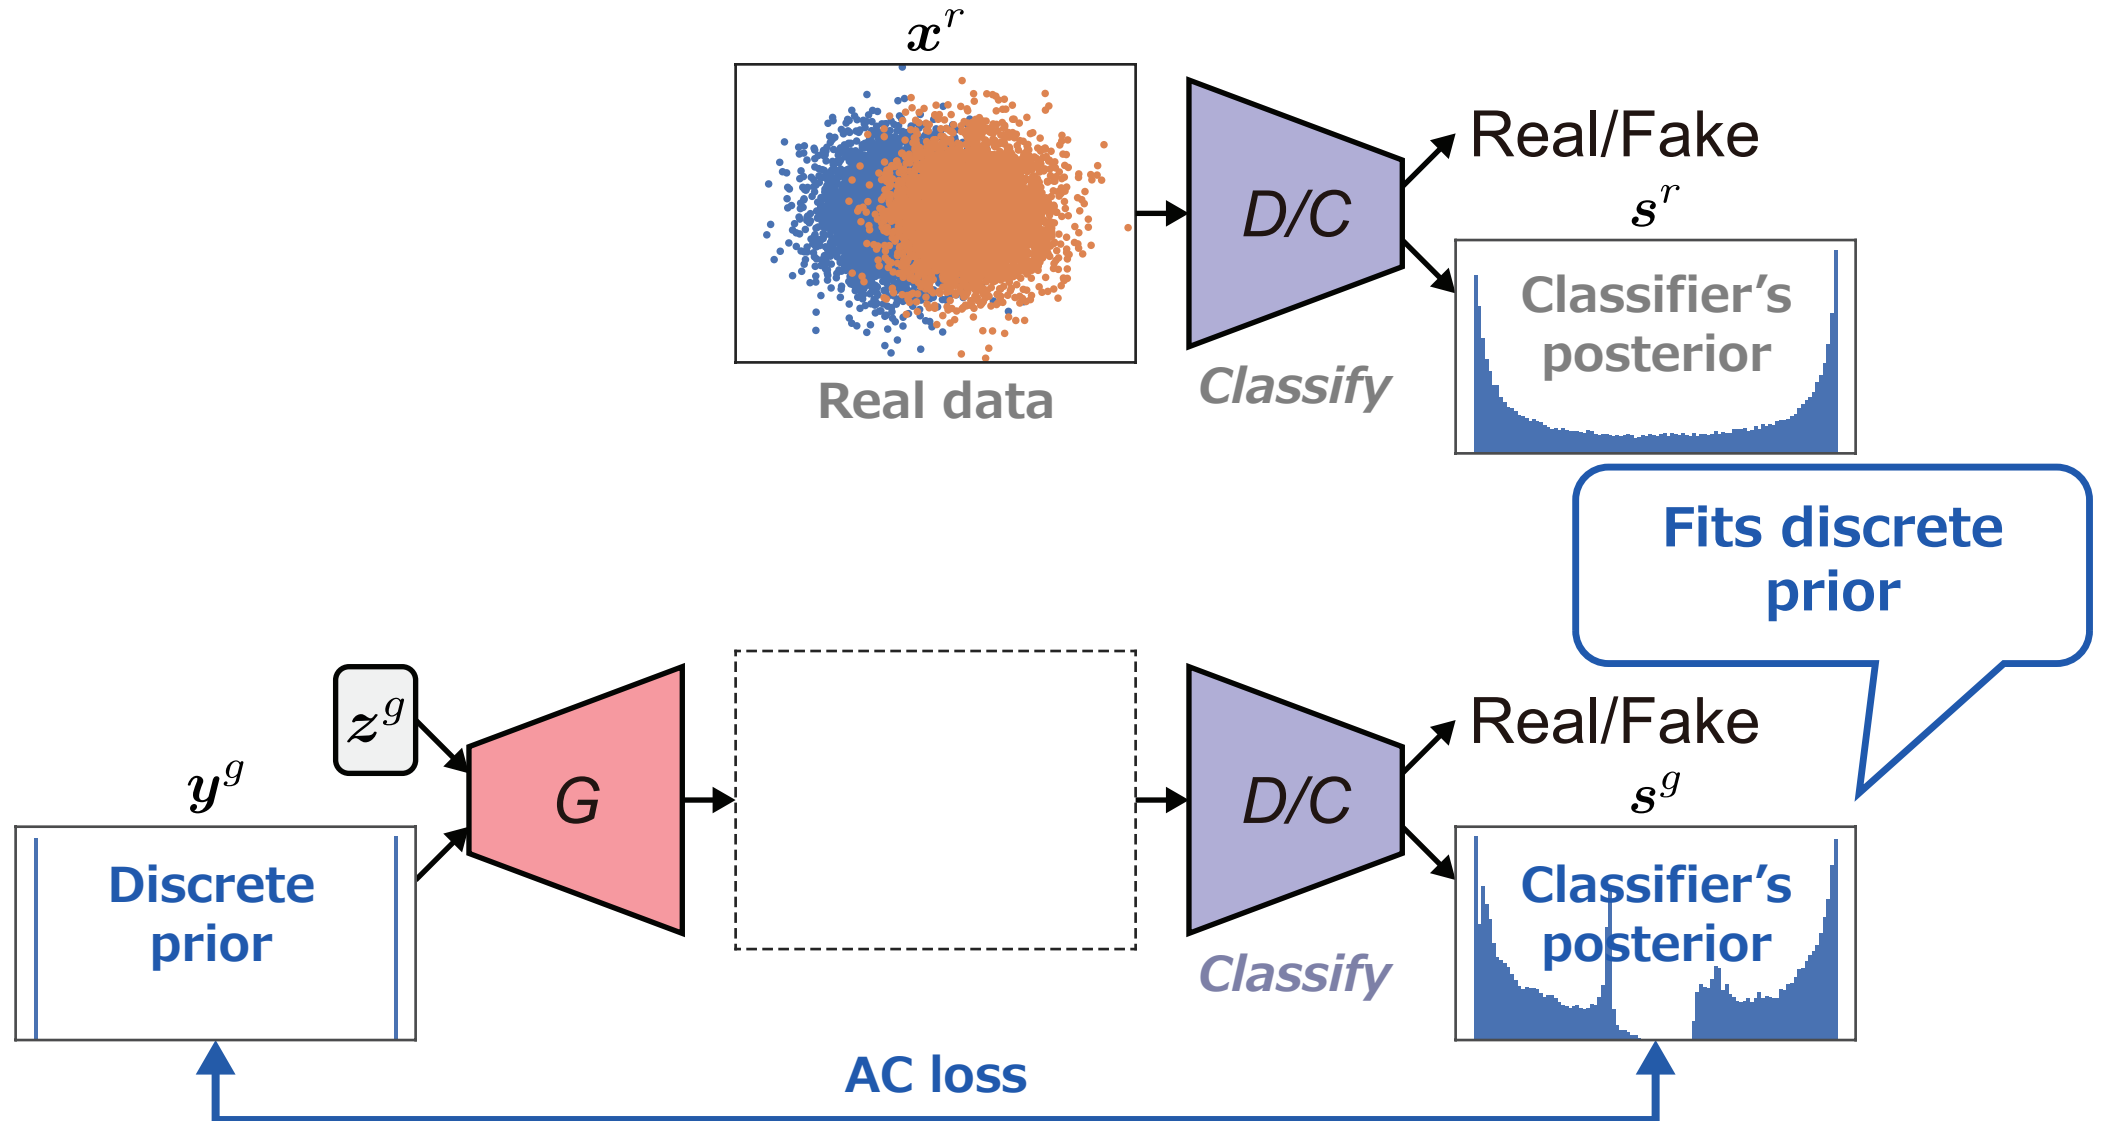 x^r
Real/Fake
D/C
s^r
Classifier's
posterior
Classify
Real data
Fits discrete
prior
z^g
Real/Fake
y^g
G
D/C
s^g
Discrete
prior
Classifier's
posterior
Classify
AC loss